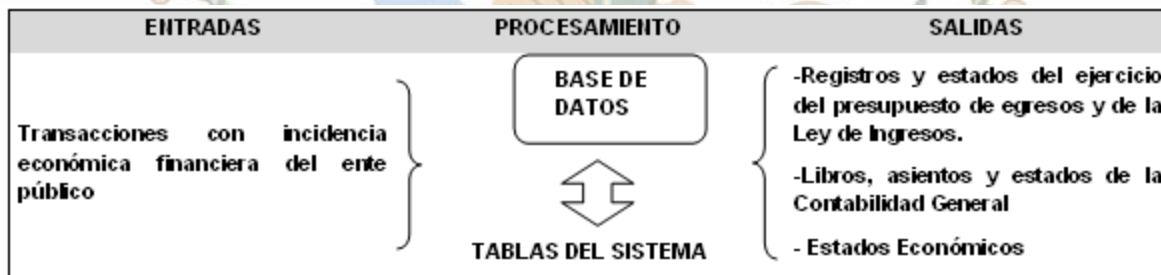 ENTRADAS PROCESAMIENTO SALIDAS
Transacciones con incidencia
económica financiera del ente
público
BASE DE
DATOS
TABLAS DEL SISTEMA
-Registros y estados del ejercicio
del presupuesto de egresos y de la
Ley de Ingresos.
-Libros, asientos y estados de la
Contabilidad General
- Estados Económicos